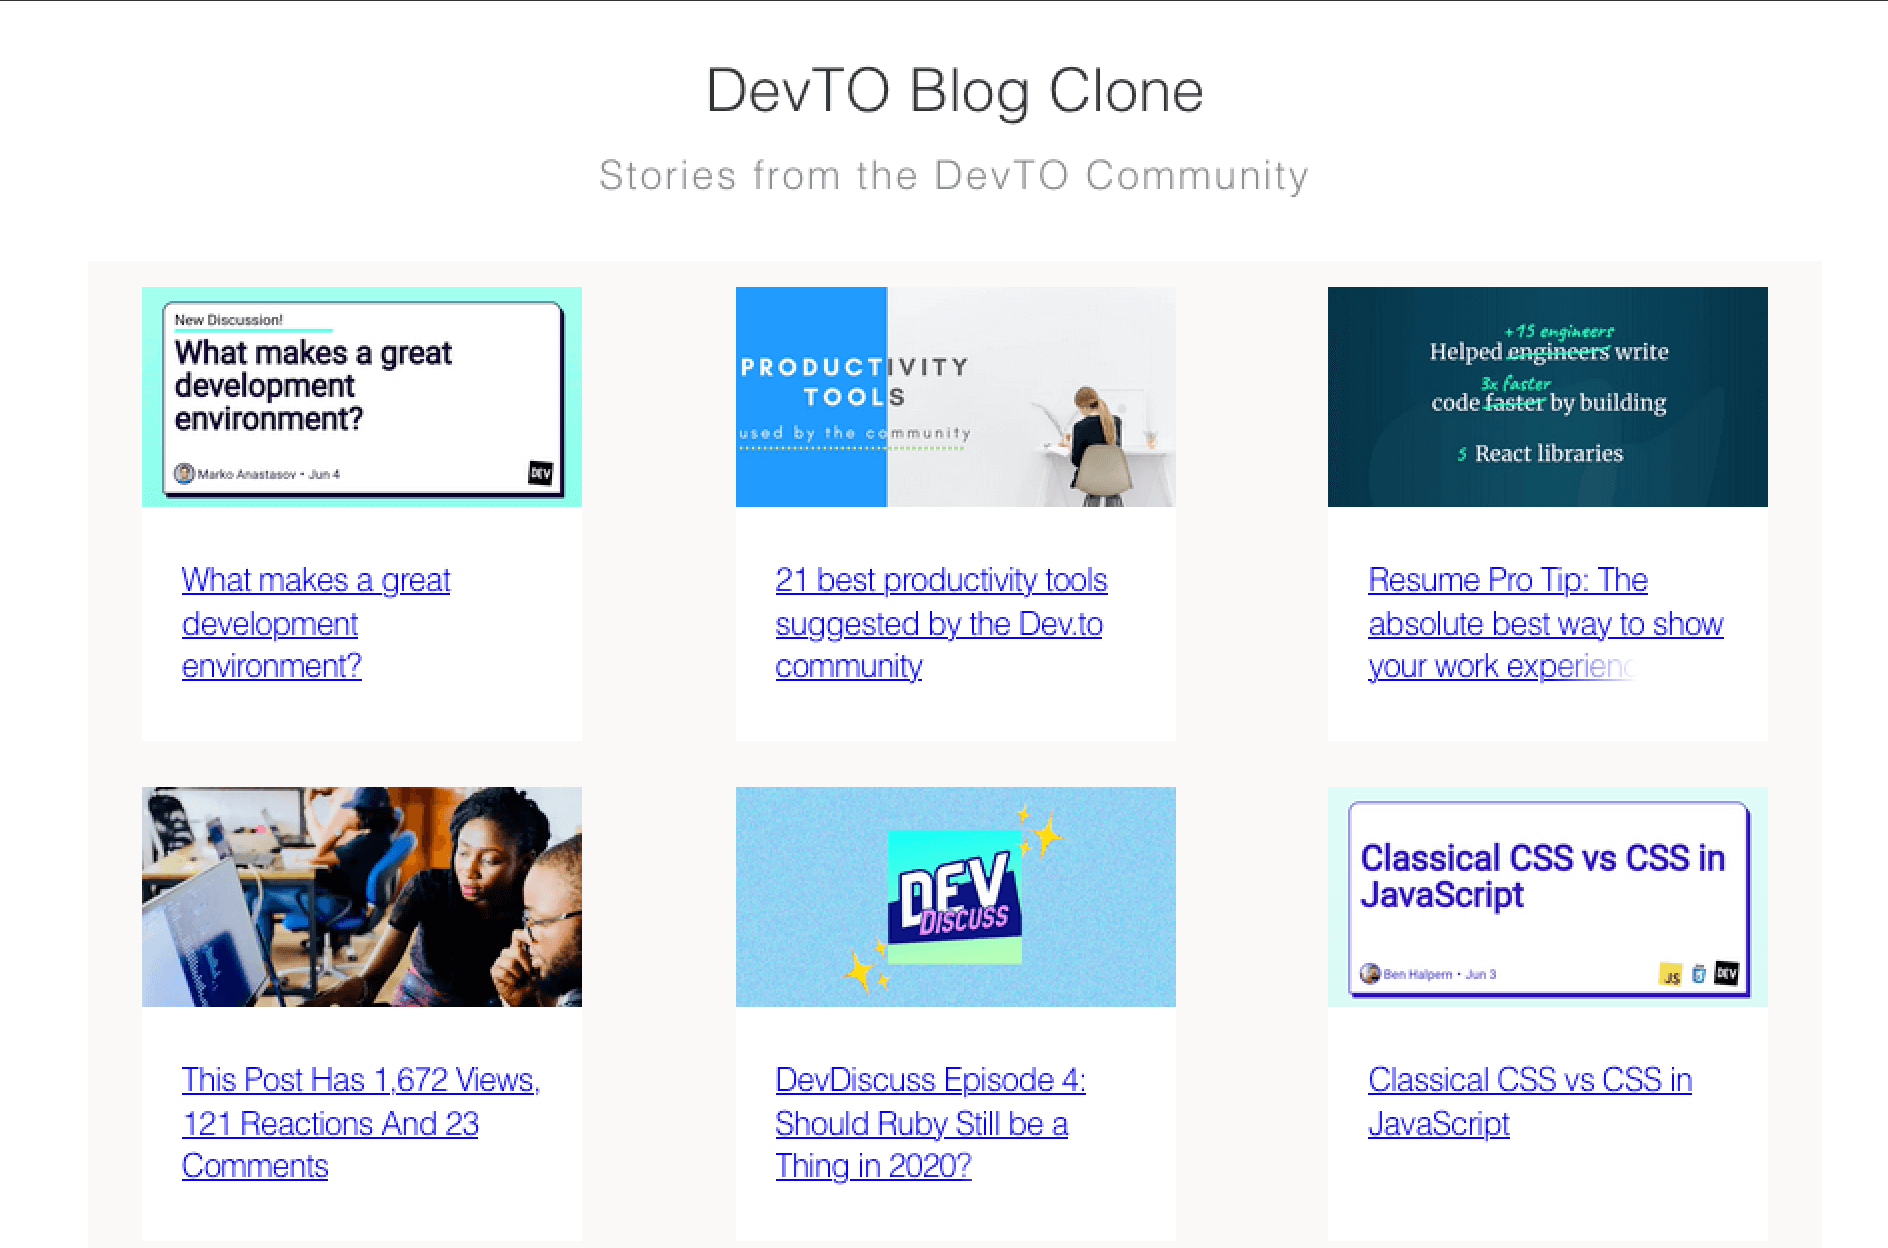 DevTO Blog Clone
Stories from the DevTO Community
New Discussion!
What makes a great
development
environment?
Marko Anastasov • Jun 4
DEV
What makes a great
development
environment?
PRODUCTIVITY
TOOLS
used by the community
21 best productivity tools
suggested by the Dev.to
community
+15 engineers
Helped engineers write
3x faster
code faster by building
5 React libraries
Resume Pro Tip: The
absolute best way to show
your work experienc
This Post Has 1,672 Views,
121 Reactions And 23
Comments
DEV
DISCUSS
DevDiscuss Episode 4:
Should Ruby Still be a
Thing in 2020?
Classical CSS vs CSS in
JavaScript
Ben Halpern • Jun 3
JS
DEV
Classical CSS vs CSS in
JavaScript